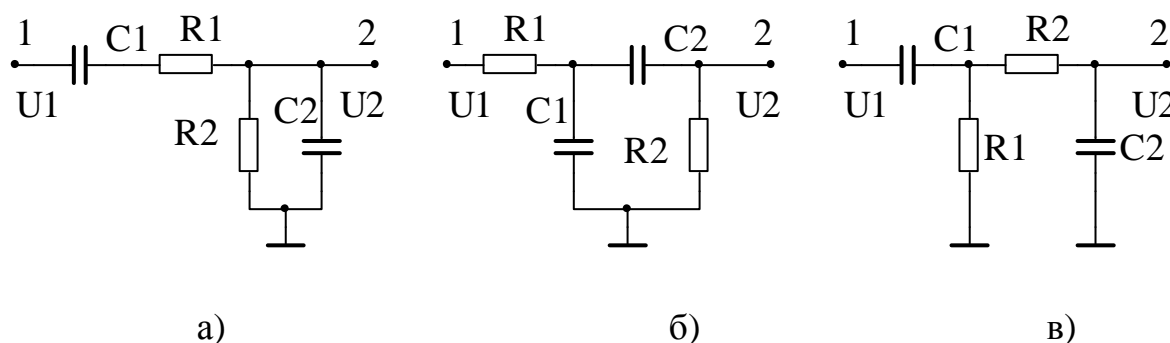 1 C1 R1 2
U1 R2 C2 U2
1 R1 C2 2
U1 C1 R2 U2
1 C1 R2 2
U1 R1 C2 U2
а) б) в)